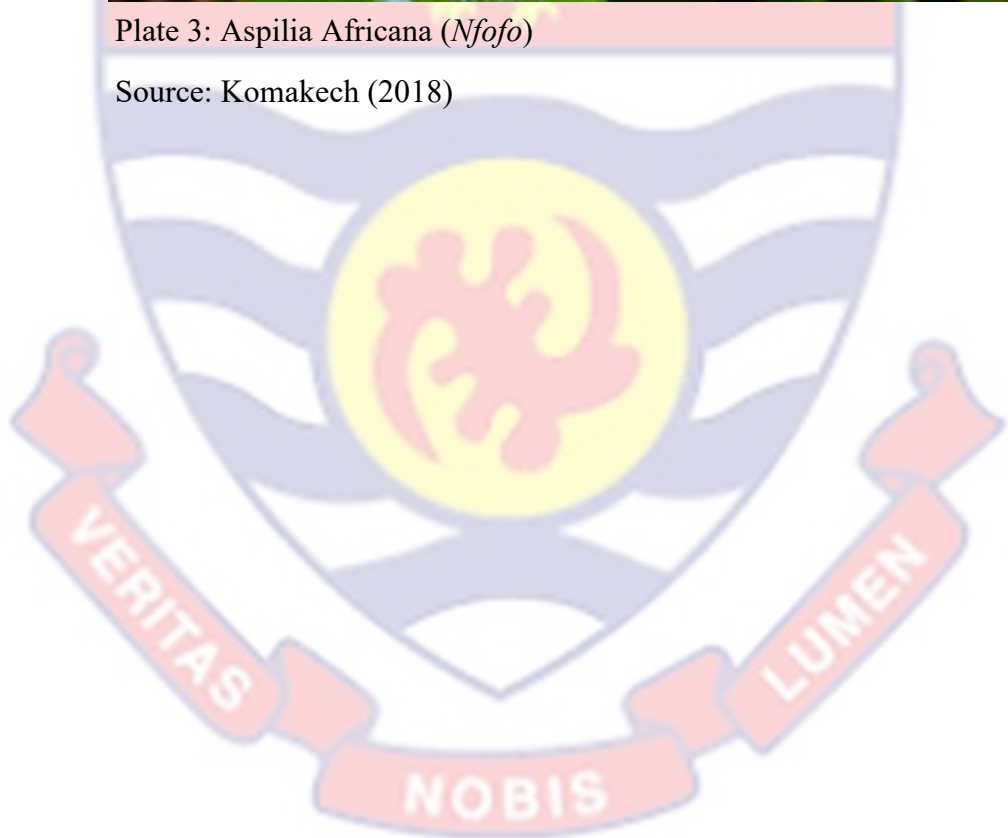 Plate 3: Aspilia Africana (Nfofo)
Source: Komakech (2018)
VERITAS
NOBIS
LUMEN